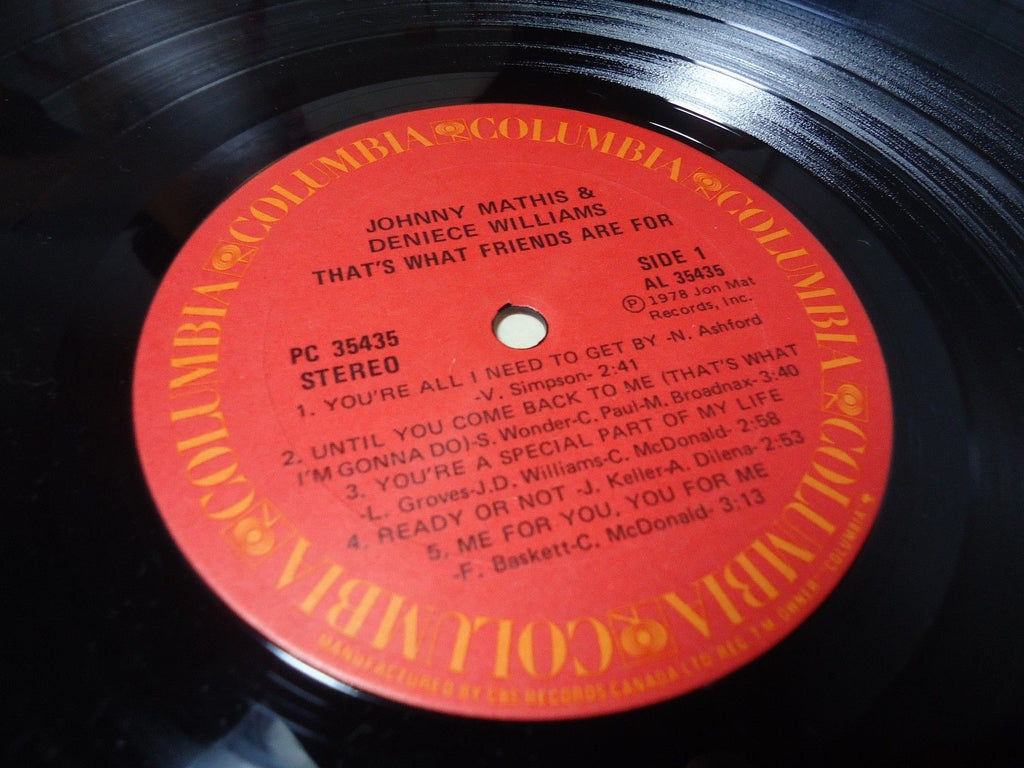 COLUMBIA COLUMBIA COLUMBIA COLUMBIA COLUMBIA COLUMBIA COLUMBIA
JOHNNY MATHIS &
DENIECE WILLIAMS
THAT'S WHAT FRIENDS ARE FOR
SIDE 1
AL 35435
Ⓟ 1978 Jon Mat
Records, Inc.
PC 35435
STEREO
1. YOU'RE ALL I NEED TO GET BY -N. Ashford
-V. Simpson- 2:41
2. UNTIL YOU COME BACK TO ME (THAT'S WHAT
I'M GONNA DO)-S. Wonder-C. Paul-M. Broadnax-3:40
3. YOU'RE A SPECIAL PART OF MY LIFE
-L. Groves-J.D. Williams-C. McDonald- 2:58
4. READY OR NOT -J. Keller-A. Dilena- 2:53
5. ME FOR YOU, YOU FOR ME
-F. Baskett-C. McDonald- 3:13
MANUFACTURED BY CBS RECORDS CANADA LTD REG. T.M. OWNER - COLUMBIA